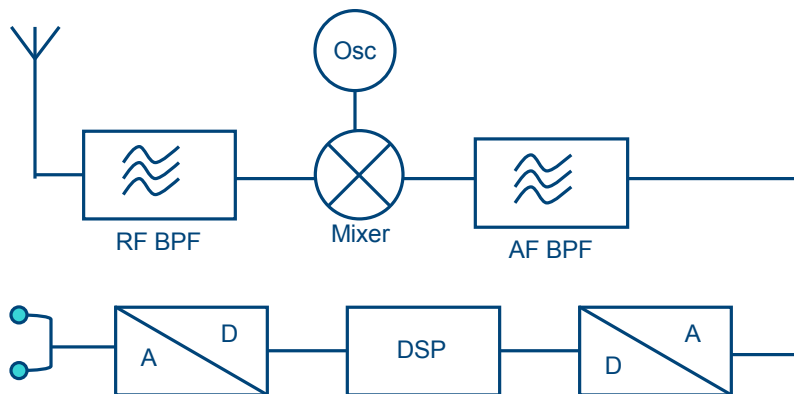 Osc
RF BPF
Mixer
AF BPF
A
D
DSP
D
A